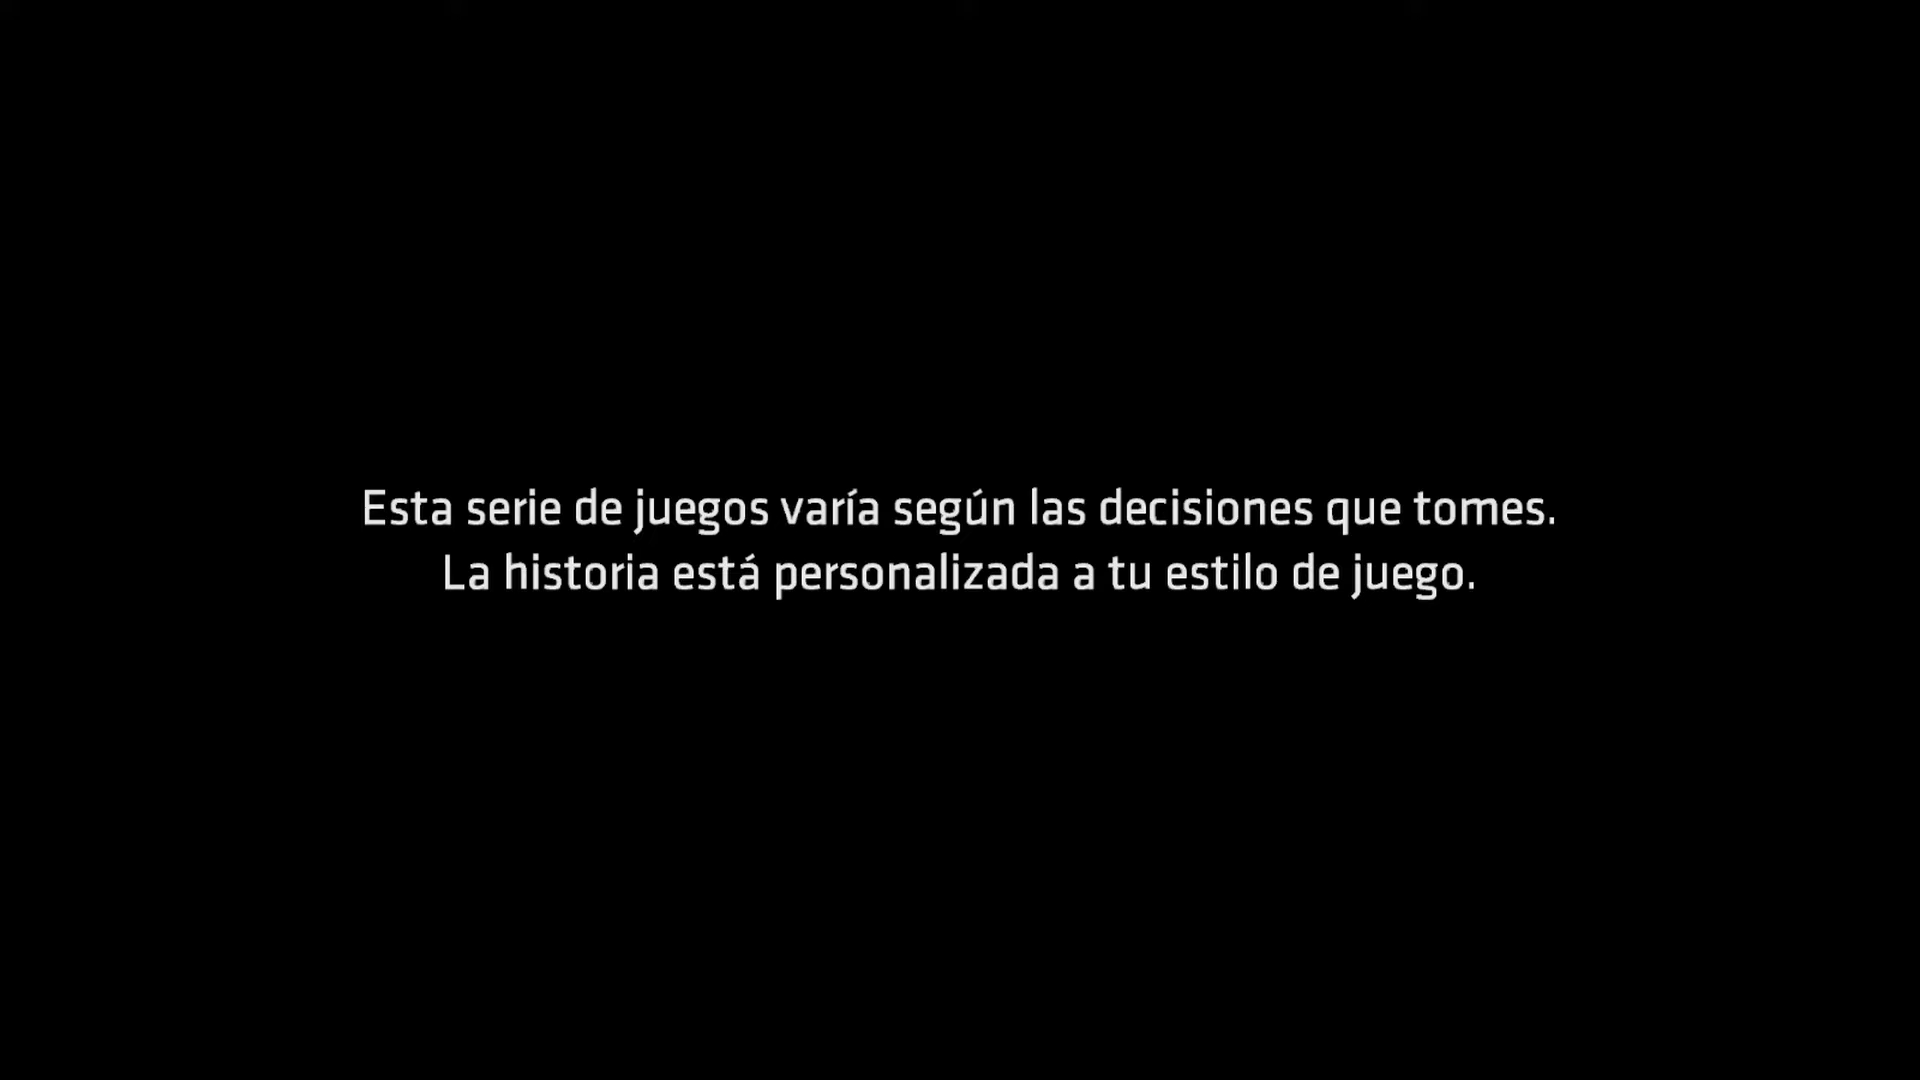 Esta serie de juegos varía según las decisiones que tomes.
La historia está personalizada a tu estilo de juego.